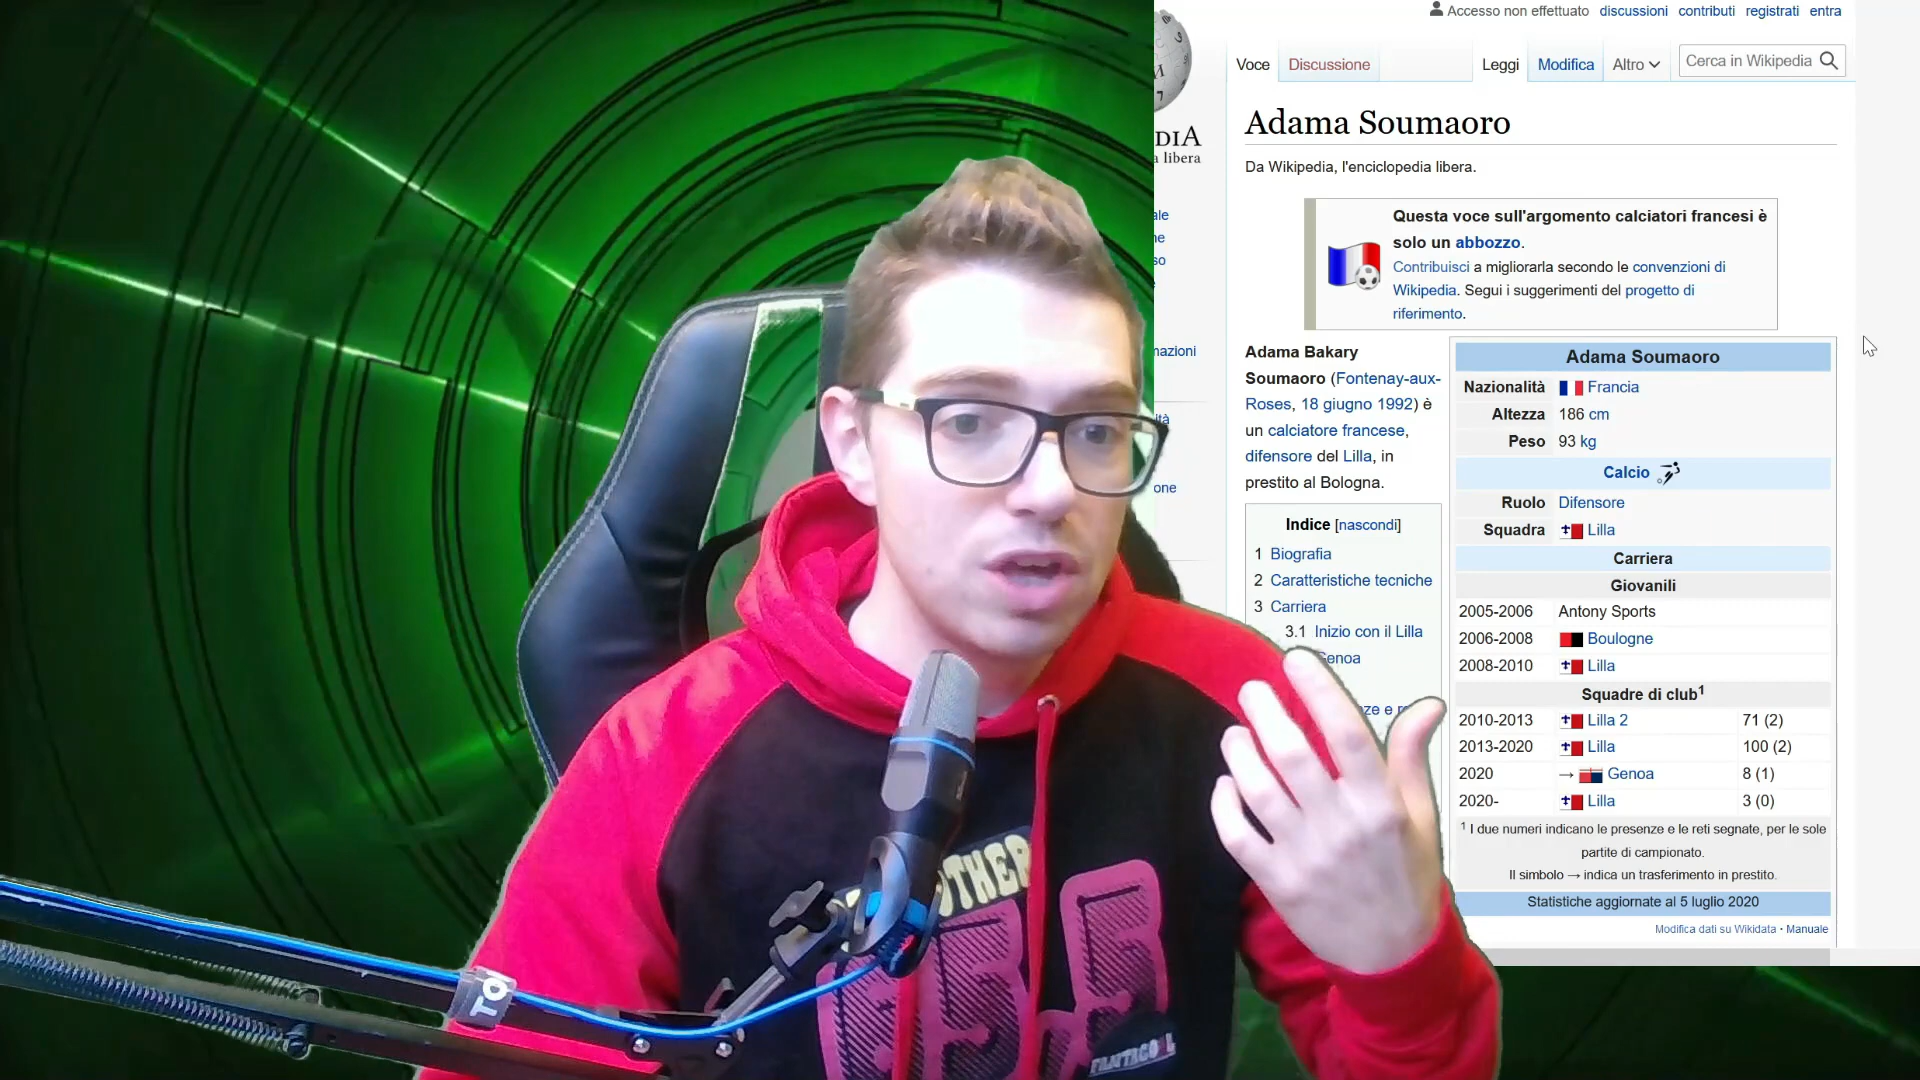 Accesso non effettuato discussioni contributi registrati entra
Voce Discussione Leggi Modifica Altro Cerca in Wikipedia
Adama Soumaoro
Da Wikipedia, l'enciclopedia libera.
Questa voce sull'argomento calciatori francesi è
solo un abbozzo.
Contribuisci a migliorarla secondo le convenzioni di
Wikipedia. Segui i suggerimenti del progetto di
riferimento.
Adama Bakary
Soumaoro (Fontenay-aux-
Roses, 18 giugno 1992) è
un calciatore francese,
difensore del Lilla, in
prestito al Bologna.
Indice [nascondi]
1 Biografia
2 Caratteristiche tecniche
3 Carriera
3.1 Inizio con il Lilla
Genoa
Adama Soumaoro
Nazionalità Francia
Altezza 186 cm
Peso 93 kg
Calcio
Ruolo Difensore
Squadra Lilla
Carriera
Giovanili
2005-2006 Antony Sports
2006-2008 Boulogne
2008-2010 Lilla
Squadre di club1
2010-2013 Lilla 2 71 (2)
2013-2020 Lilla 100 (2)
2020 → Genoa 8 (1)
2020- Lilla 3 (0)
1 I due numeri indicano le presenze e le reti segnate, per le sole
partite di campionato.
Il simbolo → indica un trasferimento in prestito.
Statistiche aggiornate al 5 luglio 2020
Modifica dati su Wikidata · Manuale